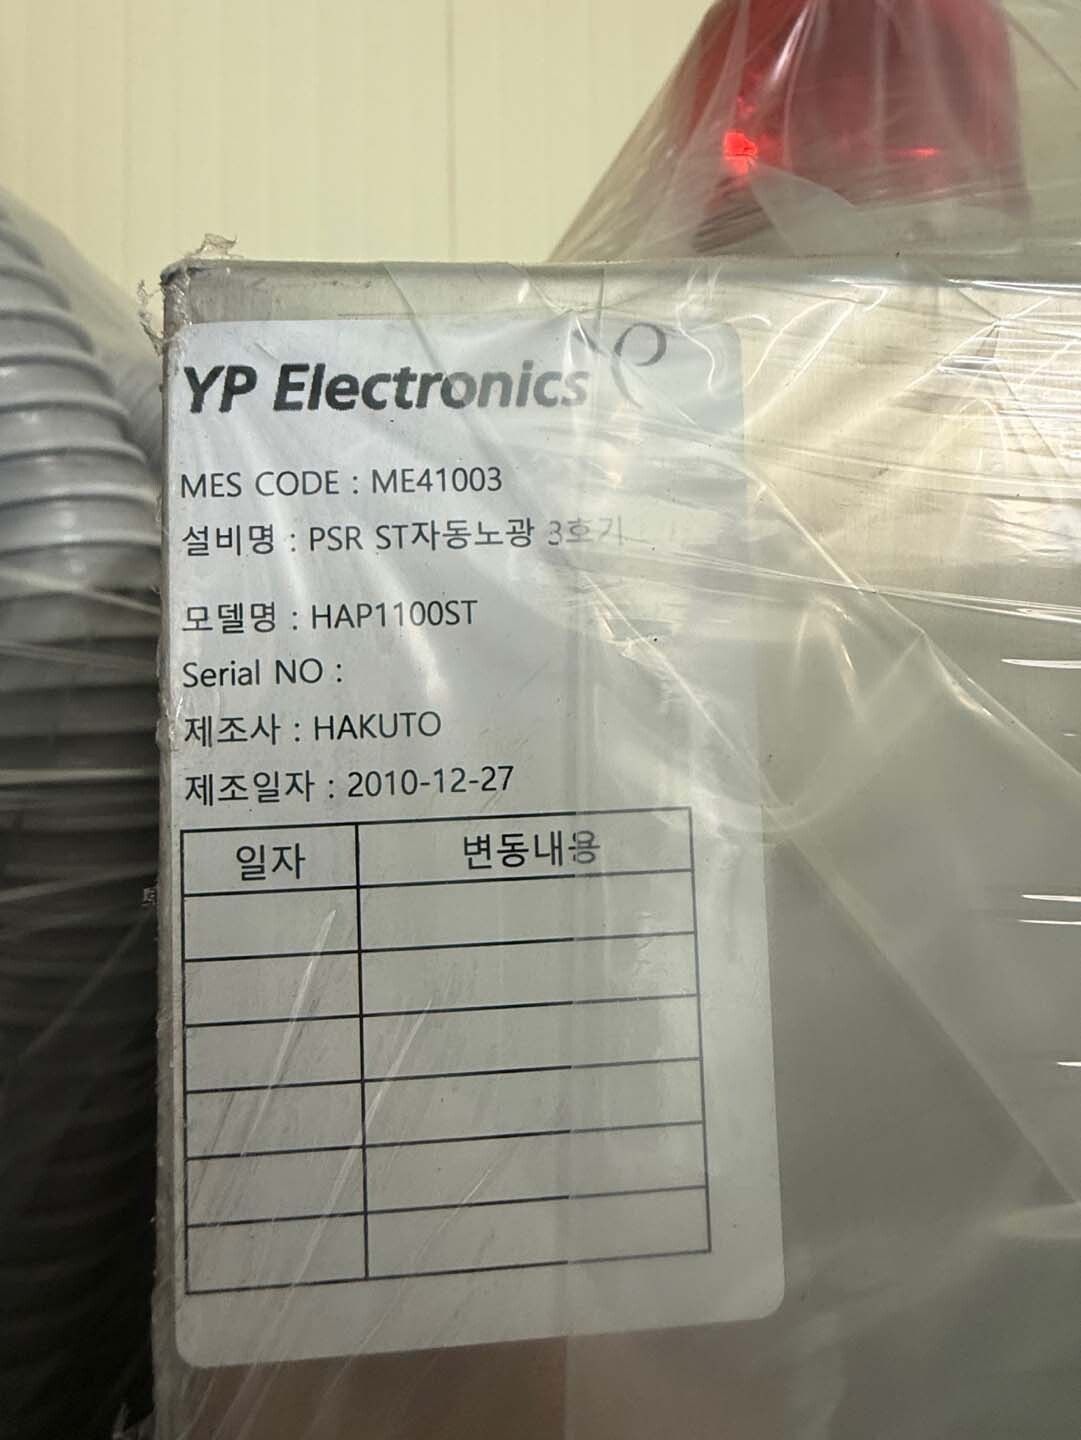 YP Electronics
MES CODE : ME41003
설비명 : PSR ST자동노광 3호기
모델명 : HAP1100ST
Serial NO :
제조사 : HAKUTO
제조일자 : 2010-12-27
일자 변동내용